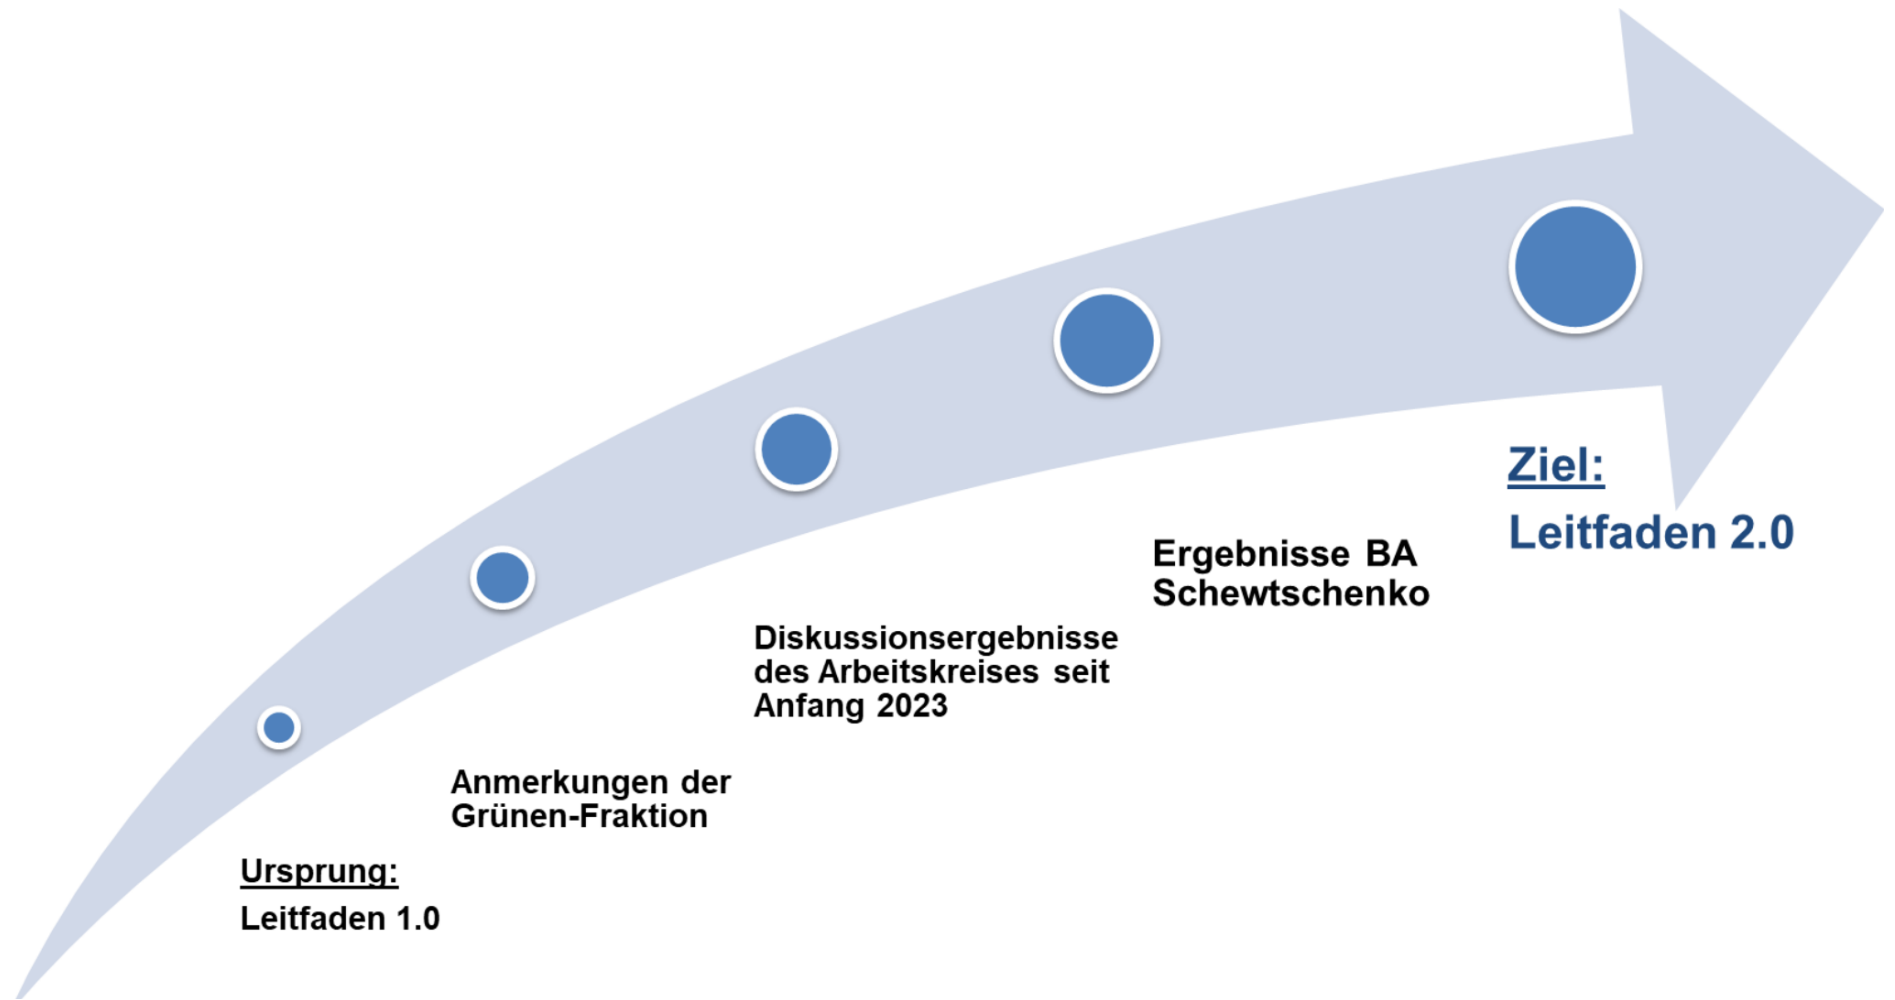 Ursprung:
Leitfaden 1.0
Anmerkungen der
Grünen-Fraktion
Diskussionsergebnisse
des Arbeitskreises seit
Anfang 2023
Ergebnisse BA
Schewtschenko
Ziel:
Leitfaden 2.0